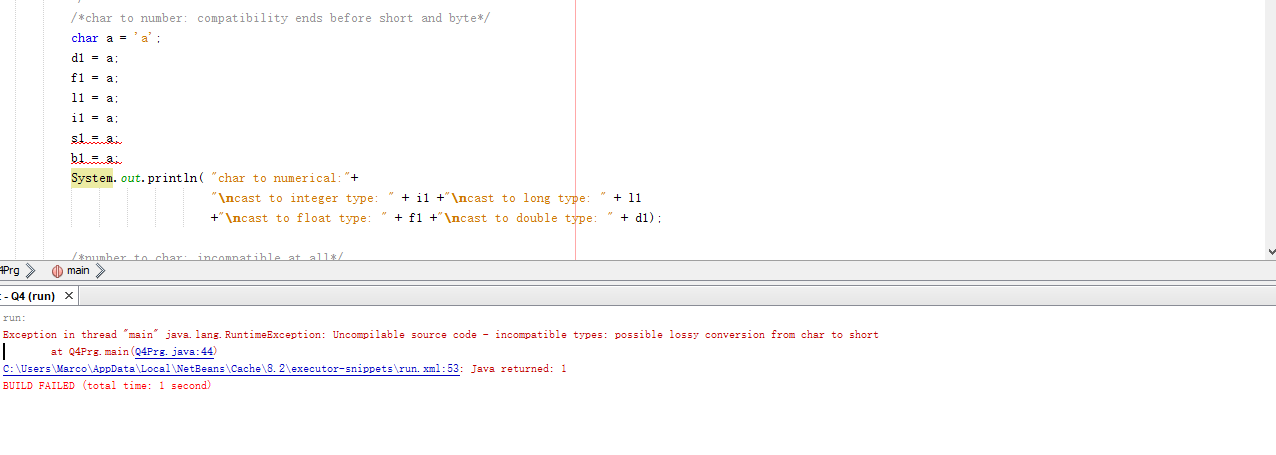 /*char to number: compatibility ends before short and byte*/
char a = 'a';
d1 = a;
f1 = a;
l1 = a;
i1 = a;
s1 = a;
b1 = a;
System.out.println( "char to numerical:"+
"\ncast to integer type: " + i1 +"\ncast to long type: " + l1
+"\ncast to float type: " + f1 +"\ncast to double type: " + d1);
/*number to char: incompatible at all*/
4Prg main
- Q4 (run) ×
run:
Exception in thread "main" java.lang.RuntimeException: Uncompilable source code - incompatible types: possible lossy conversion from char to short
at Q4Prg.main(Q4Prg.java:44)
C:\Users\Marco\AppData\Local\NetBeans\Cache\8.2\executor-snippets\run.xml:53: Java returned: 1
BUILD FAILED (total time: 1 second)